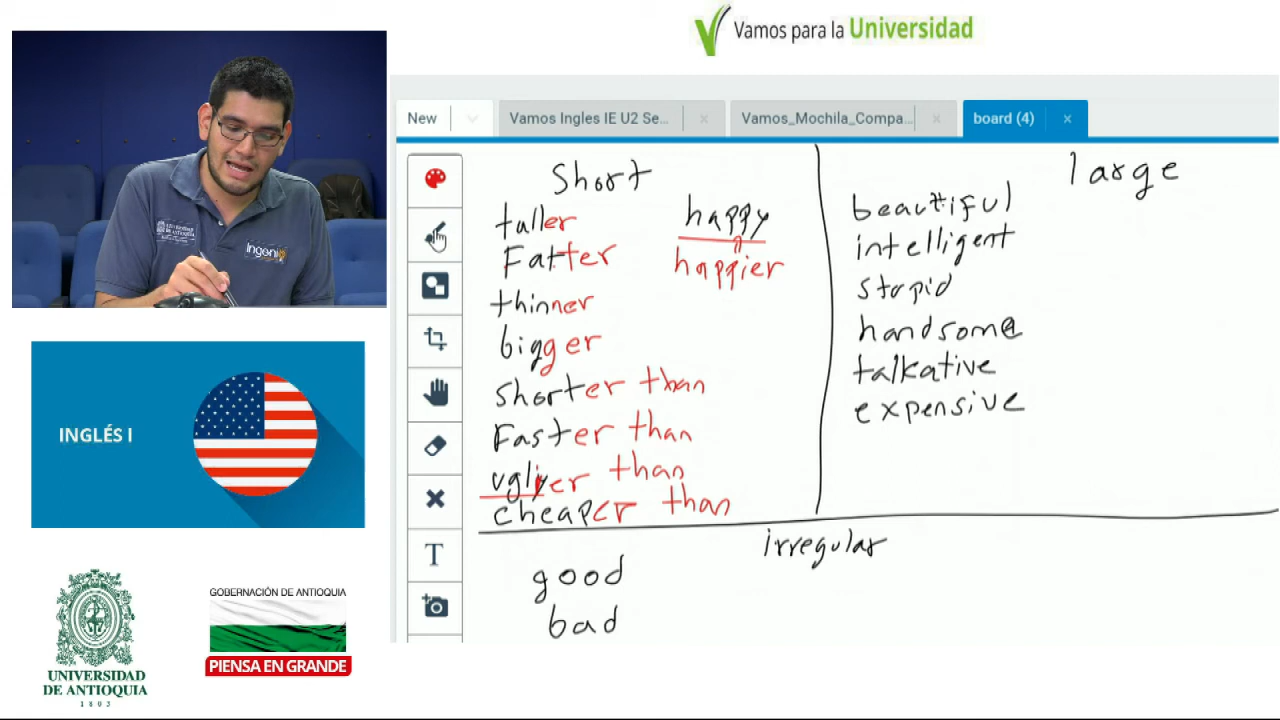 Vamos para la Universidad
New
Vamos Ingles IE U2 Se...
Vamos_Mochila_Compa...
board (4)
Short
large
taller
happy
beautiful
Fatter
happier
intelligent
thinner
stupid
bigger
handsome
shorter than
talkative
Faster than
expensive
uglier than
cheaper than
irregular
good
bad
T
INGLÉS I
UNIVERSIDAD
DE ANTIOQUIA
1803
GOBERNACIÓN DE ANTIOQUIA
PIENSA EN GRANDE
ingeni